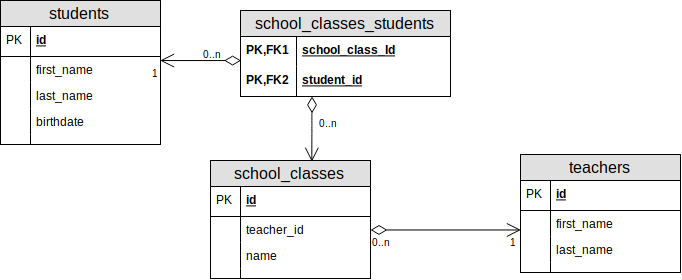 students
PK id
first_name
last_name
birthdate
1
0..n
school_classes_students
PK,FK1 school_class_Id
PK,FK2 student_id
0..n
school_classes
PK id
teacher_id
name
0..n
1
teachers
PK id
first_name
last_name